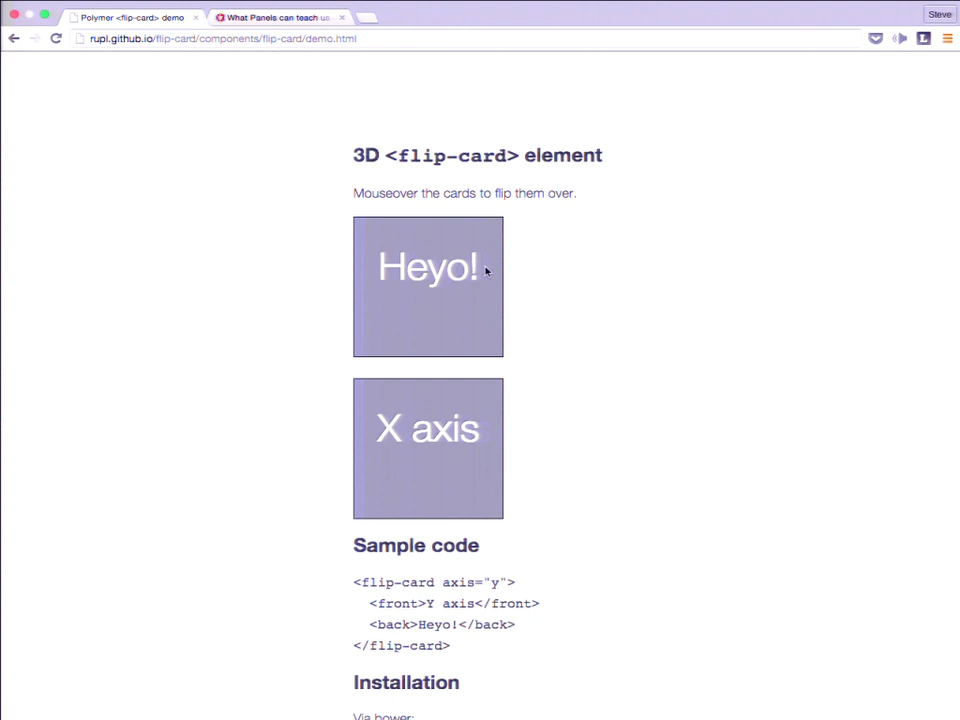 Polymer <flip-card> demo
What Panels can teach us
Steve
rupl.github.io/flip-card/components/flip-card/demo.html
L
3D <flip-card> element
Mouseover the cards to flip them over.
Heyo!
X axis
Sample code
<flip-card axis="y">
<front>Y axis</front>
<back>Heyo!</back>
</flip-card>
Installation
Via bower: